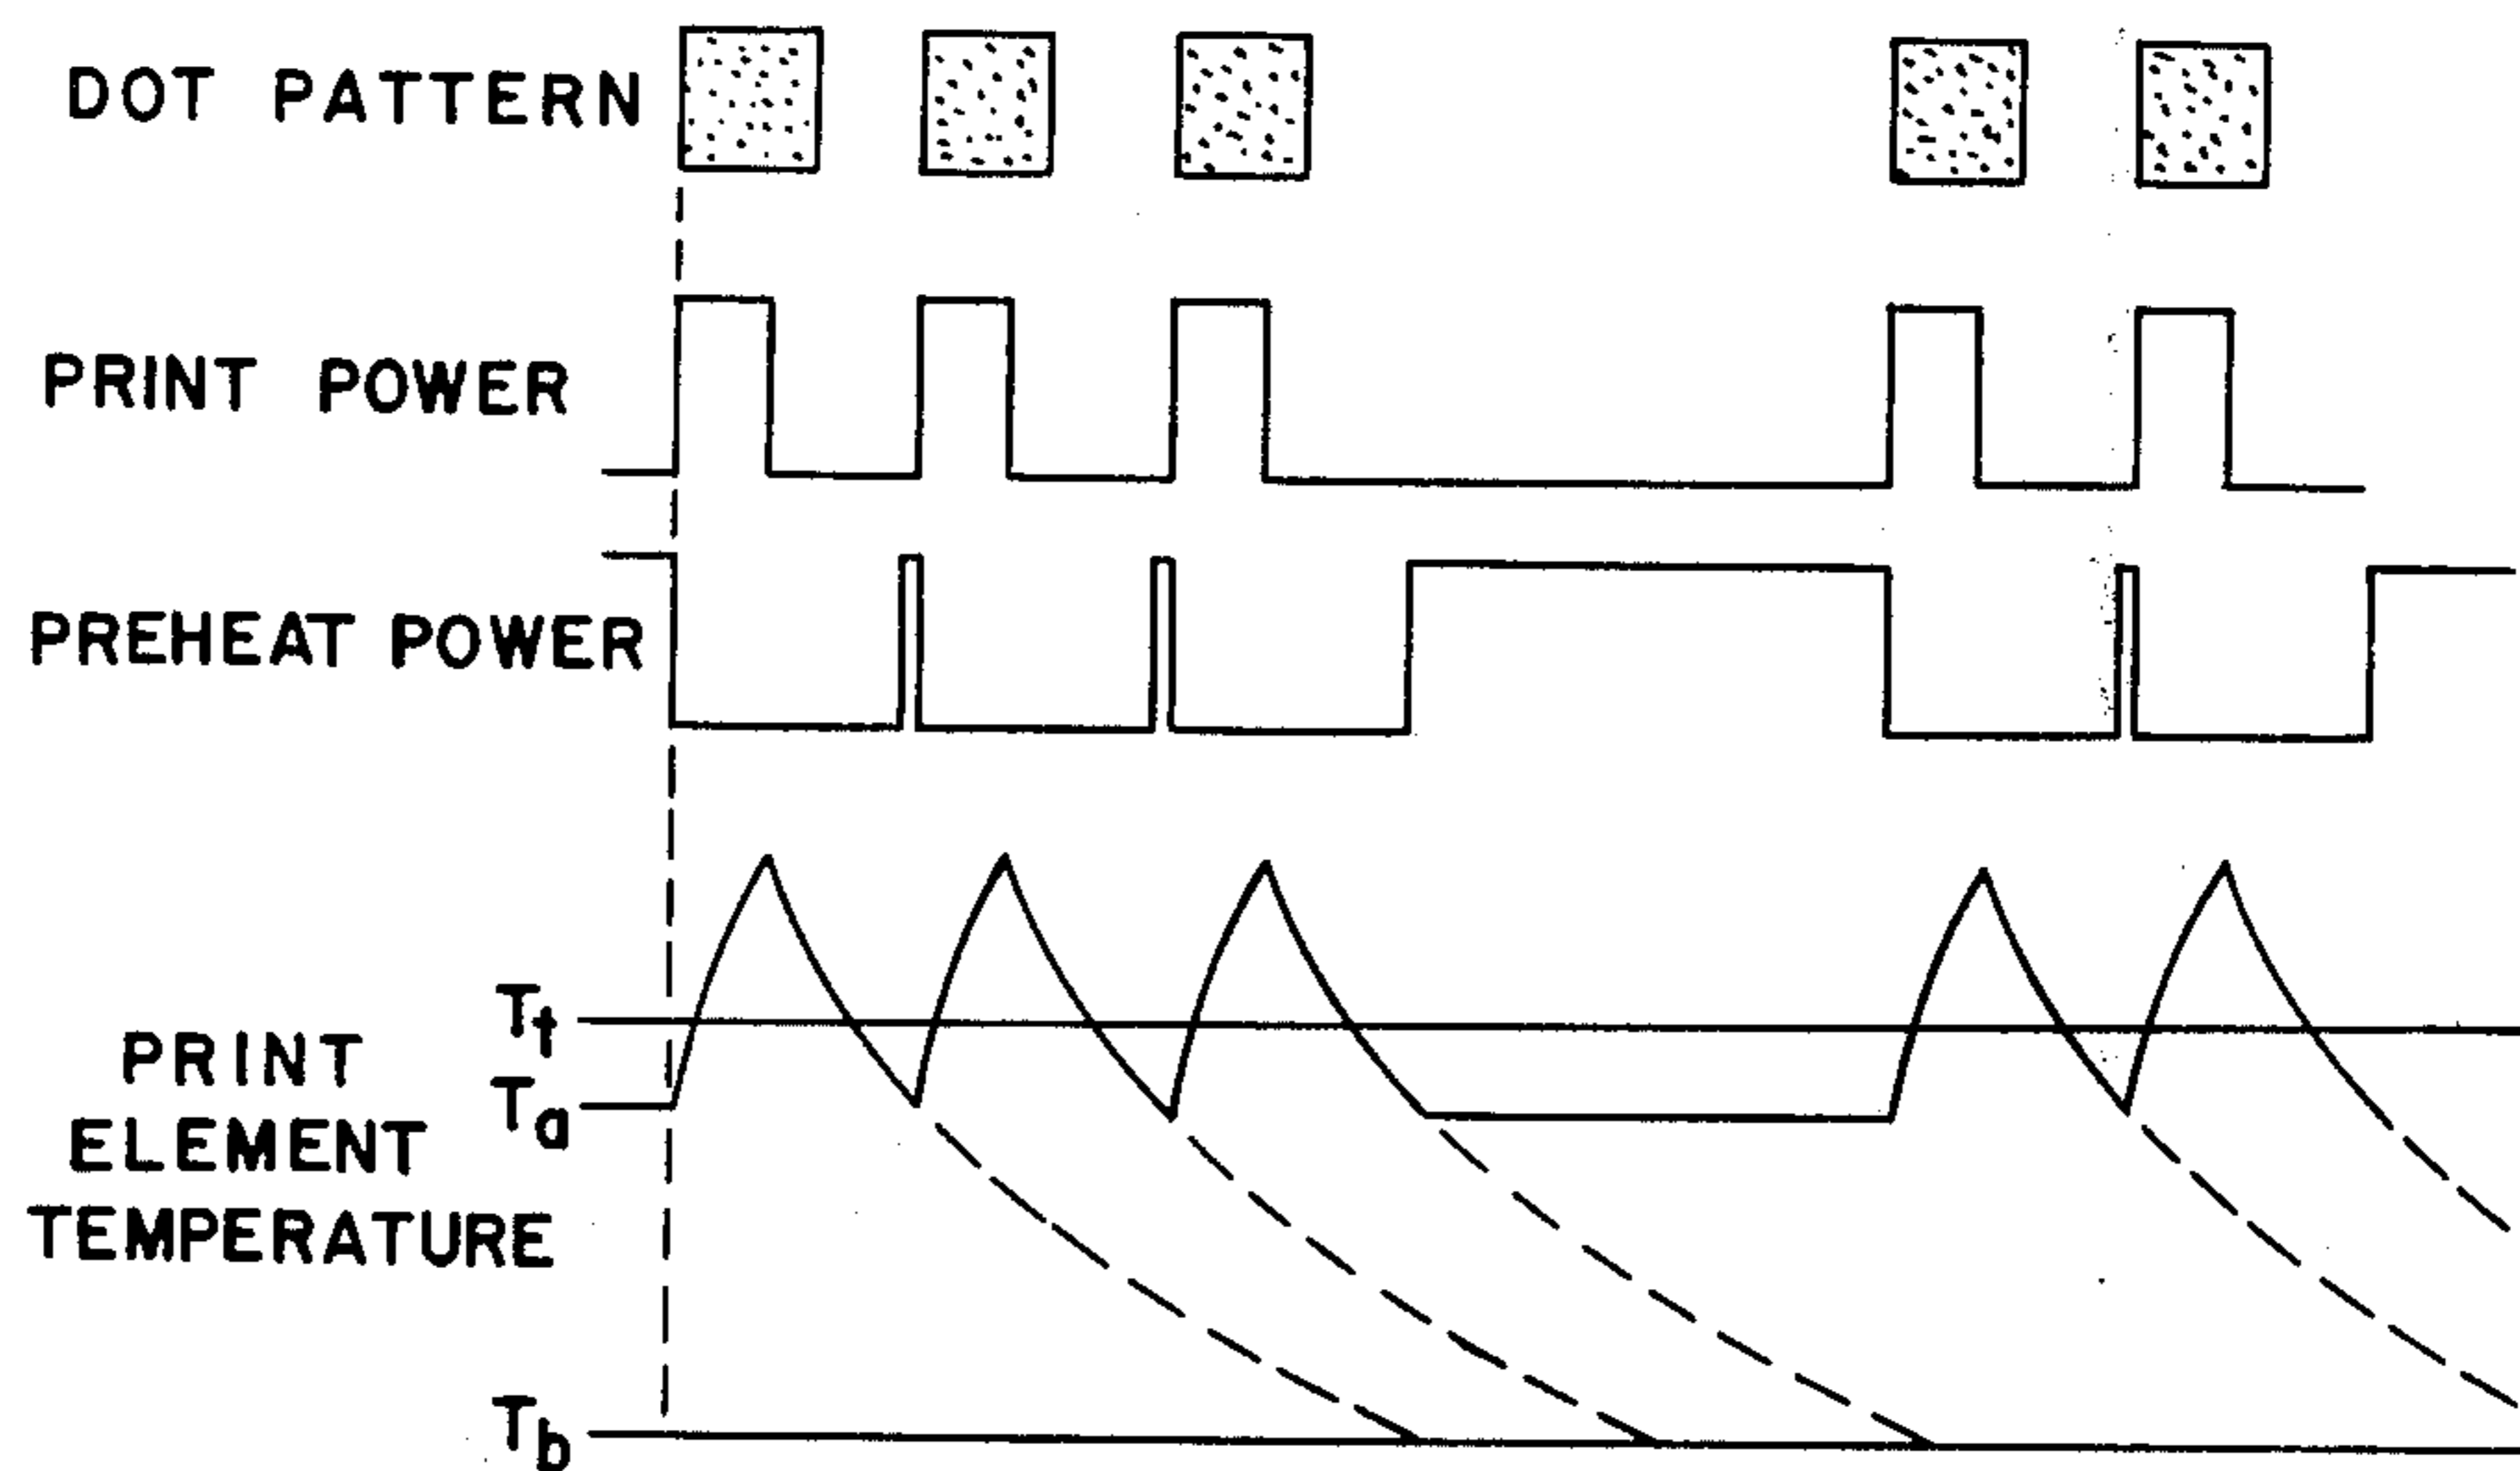 DOT PATTERN
PRINT POWER
PREHEAT POWER
Tt
Ta
PRINT
ELEMENT
TEMPERATURE
Tb